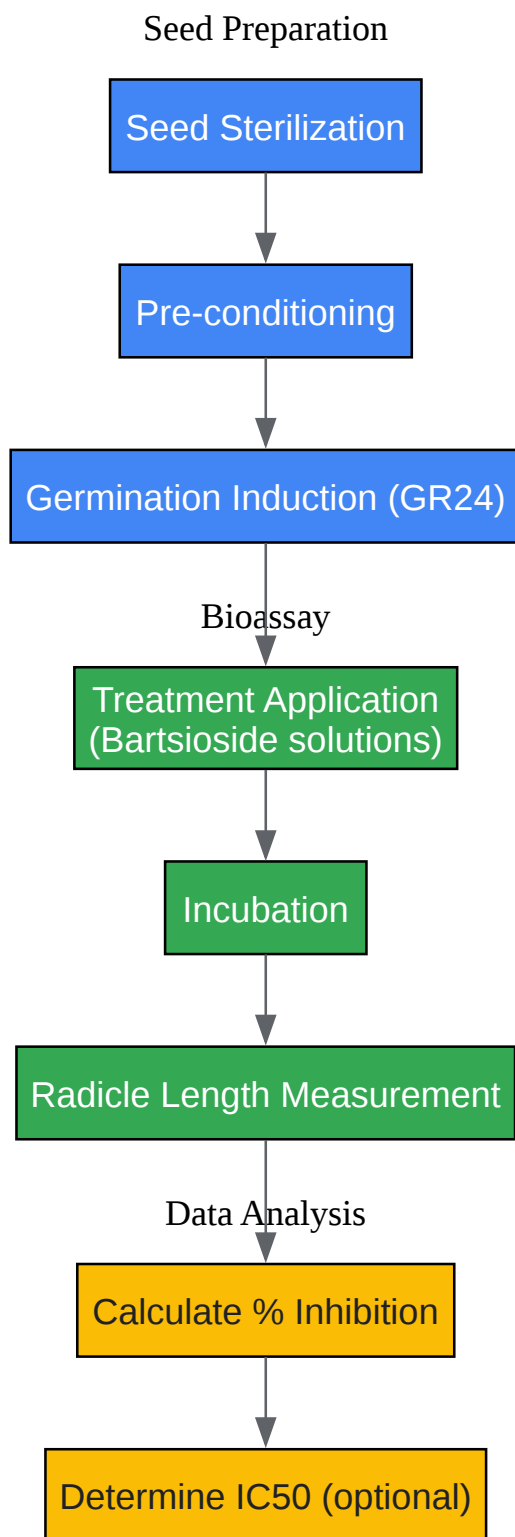 Seed Preparation
Seed Sterilization
Pre-conditioning
Germination Induction (GR24)
Bioassay
Treatment Application
(Bartsioside solutions)
Incubation
Radicle Length Measurement
Data Analysis
Calculate % Inhibition
Determine IC50 (optional)